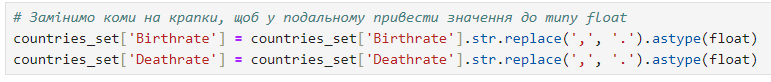 # Замінимо коми на крапки, щоб у подальному привести значення до типу float
countries_set['Birthrate'] = countries_set['Birthrate'].str.replace(',', '.').astype(float)
countries_set['Deathrate'] = countries_set['Deathrate'].str.replace(',', '.').astype(float)